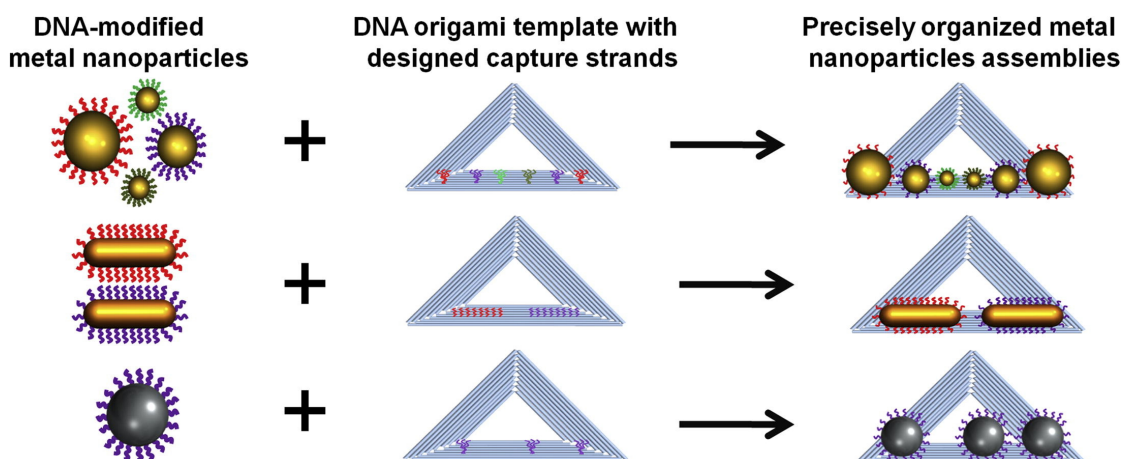 DNA-modified
metal nanoparticles
DNA origami template with
designed capture strands
Precisely organized metal
nanoparticles assemblies